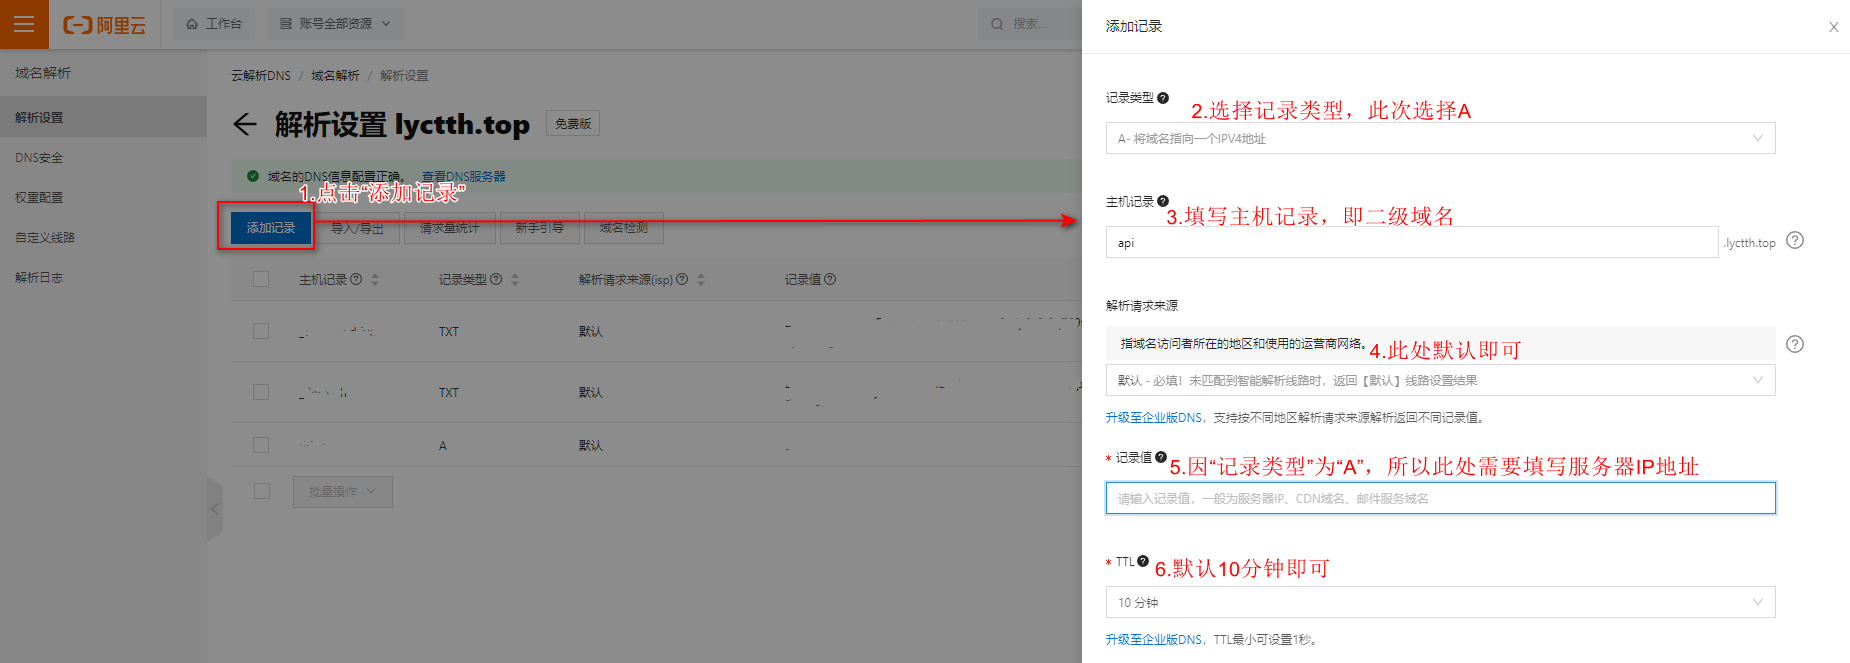 阿里云
工作台
账号全部资源
搜索...
域名解析
解析设置
DNS安全
权重配置
自定义线路
解析日志
云解析DNS / 域名解析 / 解析设置
解析设置 lyctth.top
免费版
域名的DNS信息配置正确。 查看DNS服务器
1.点击“添加记录”
添加记录
导入/导出
请求量统计
新手引导
域名检测
主机记录 记录类型 解析请求来源(isp) 记录值
TXT 默认
TXT 默认
A 默认
批量操作
添加记录
记录类型
2.选择记录类型，此次选择A
A- 将域名指向一个IPV4地址
主机记录
3.填写主机记录，即二级域名
api
.lyctth.top
解析请求来源
指域名访问者所在的地区和使用的运营商网络。
4.此处默认即可
默认 - 必填！未匹配到智能解析线路时，返回【默认】线路设置结果
升级至企业版DNS，支持按不同地区解析请求来源解析返回不同记录值。
* 记录值
5.因“记录类型”为“A”，所以此处需要填写服务器IP地址
请输入记录值，一般为服务器IP、CDN域名、邮件服务域名
* TTL
6.默认10分钟即可
10 分钟
升级至企业版DNS，TTL最小可设置1秒。